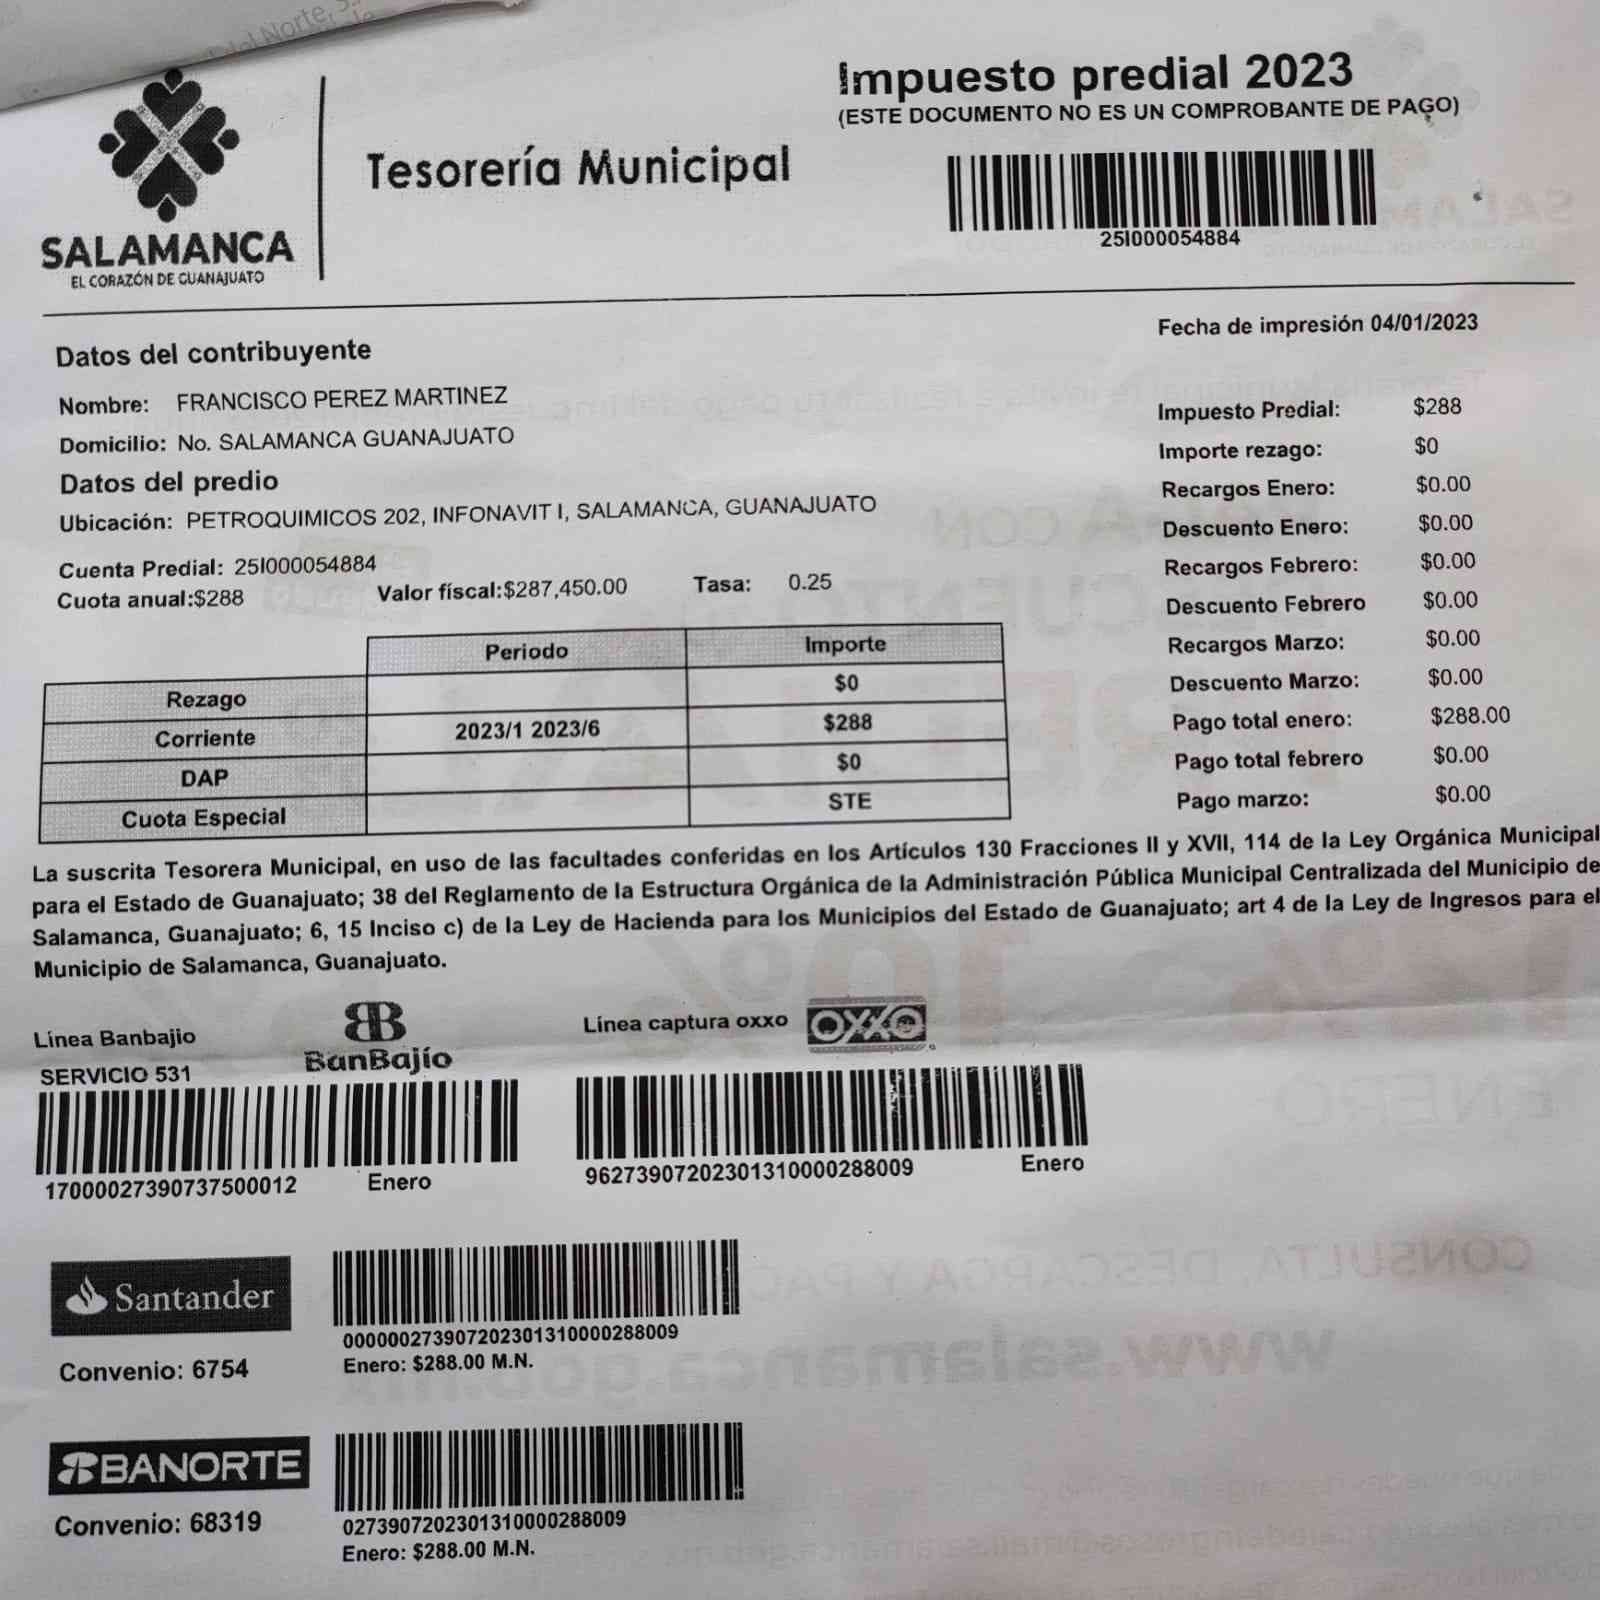 Impuesto predial 2023
(ESTE DOCUMENTO NO ES UN COMPROBANTE DE PAGO)
Tesorería Municipal
25I000054884
SALAMANCA
EL CORAZÓN DE GUANAJUATO
Fecha de impresión 04/01/2023
Datos del contribuyente
Nombre: FRANCISCO PEREZ MARTINEZ
Domicilio: No. SALAMANCA GUANAJUATO
Datos del predio
Ubicación: PETROQUIMICOS 202, INFONAVIT I, SALAMANCA, GUANAJUATO
Cuenta Predial: 25I000054884
Cuota anual:$288 Valor físcal:$287,450.00 Tasa: 0.25
Impuesto Predial: $288
Importe rezago: $0
Recargos Enero: $0.00
Descuento Enero: $0.00
Recargos Febrero: $0.00
Descuento Febrero $0.00
Recargos Marzo: $0.00
Descuento Marzo: $0.00
Pago total enero: $288.00
Pago total febrero $0.00
Pago marzo: $0.00
Periodo Importe
Rezago $0
Corriente 2023/1 2023/6 $288
DAP $0
Cuota Especial STE
La suscrita Tesorera Municipal, en uso de las facultades conferidas en los Artículos 130 Fracciones II y XVII, 114 de la Ley Orgánica Municipal
para el Estado de Guanajuato; 38 del Reglamento de la Estructura Orgánica de la Administración Pública Municipal Centralizada del Municipio de
Salamanca, Guanajuato; 6, 15 Inciso c) de la Ley de Hacienda para los Municipios del Estado de Guanajuato; art 4 de la Ley de Ingresos para el
Municipio de Salamanca, Guanajuato.
Línea Banbajio
BanBajío
SERVICIO 531
17000027390737500012 Enero
Línea captura oxxo OXXO
962739072023013100002880​09 Enero
Santander
Convenio: 6754
000000273907202301310000288009
Enero: $288.00 M.N.
BANORTE
Convenio: 68319
0273907202301310000288009
Enero: $288.00 M.N.